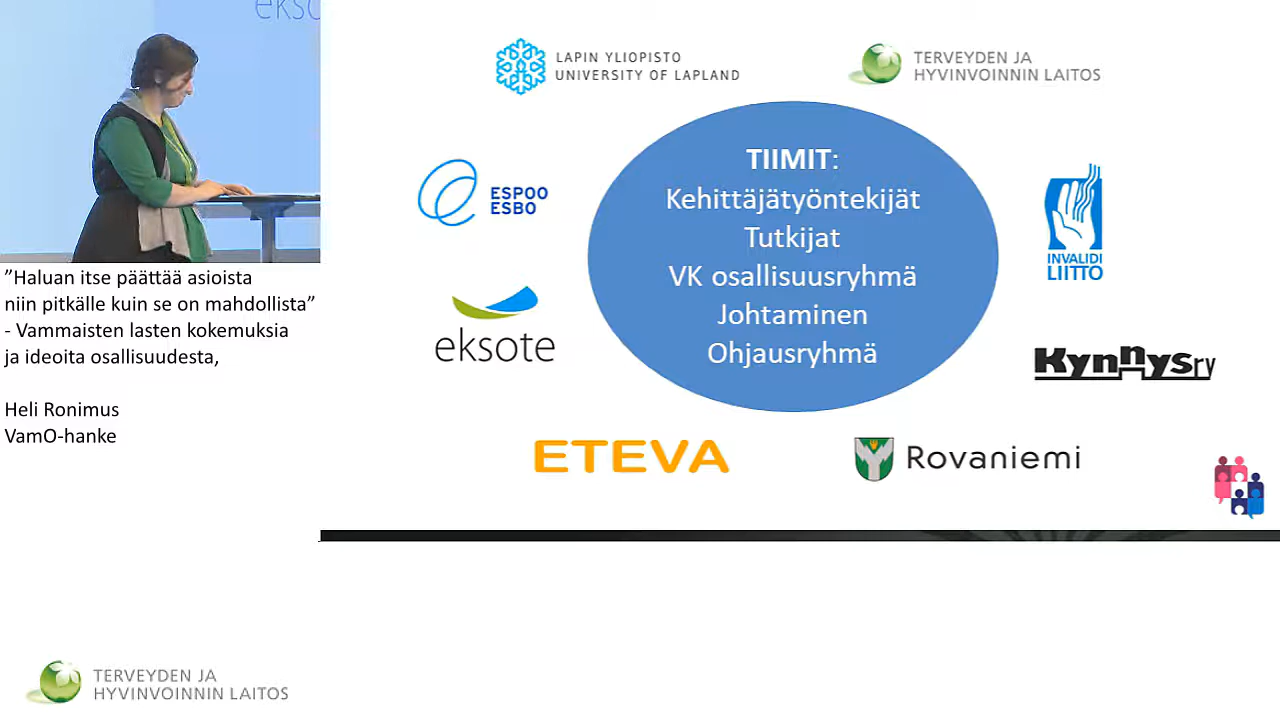 eksc
"Haluan itse päättää asioista
niin pitkälle kuin se on mahdollista"
- Vammaisten lasten kokemuksia
ja ideoita osallisuudesta,
Heli Ronimus
VamO-hanke
LAPIN YLIOPISTO
UNIVERSITY OF LAPLAND
TERVEYDEN JA
HYVINVOINNIN LAITOS
ESPOO
ESBO
eksote
TIIMIT:
Kehittäjätyöntekijät
Tutkijat
VK osallisuusryhmä
Johtaminen
Ohjausryhmä
INVALIDI
LIITTO
Kynnys ry
ETEVA
Rovaniemi
TERVEYDEN JA
HYVINVOINNIN LAITOS